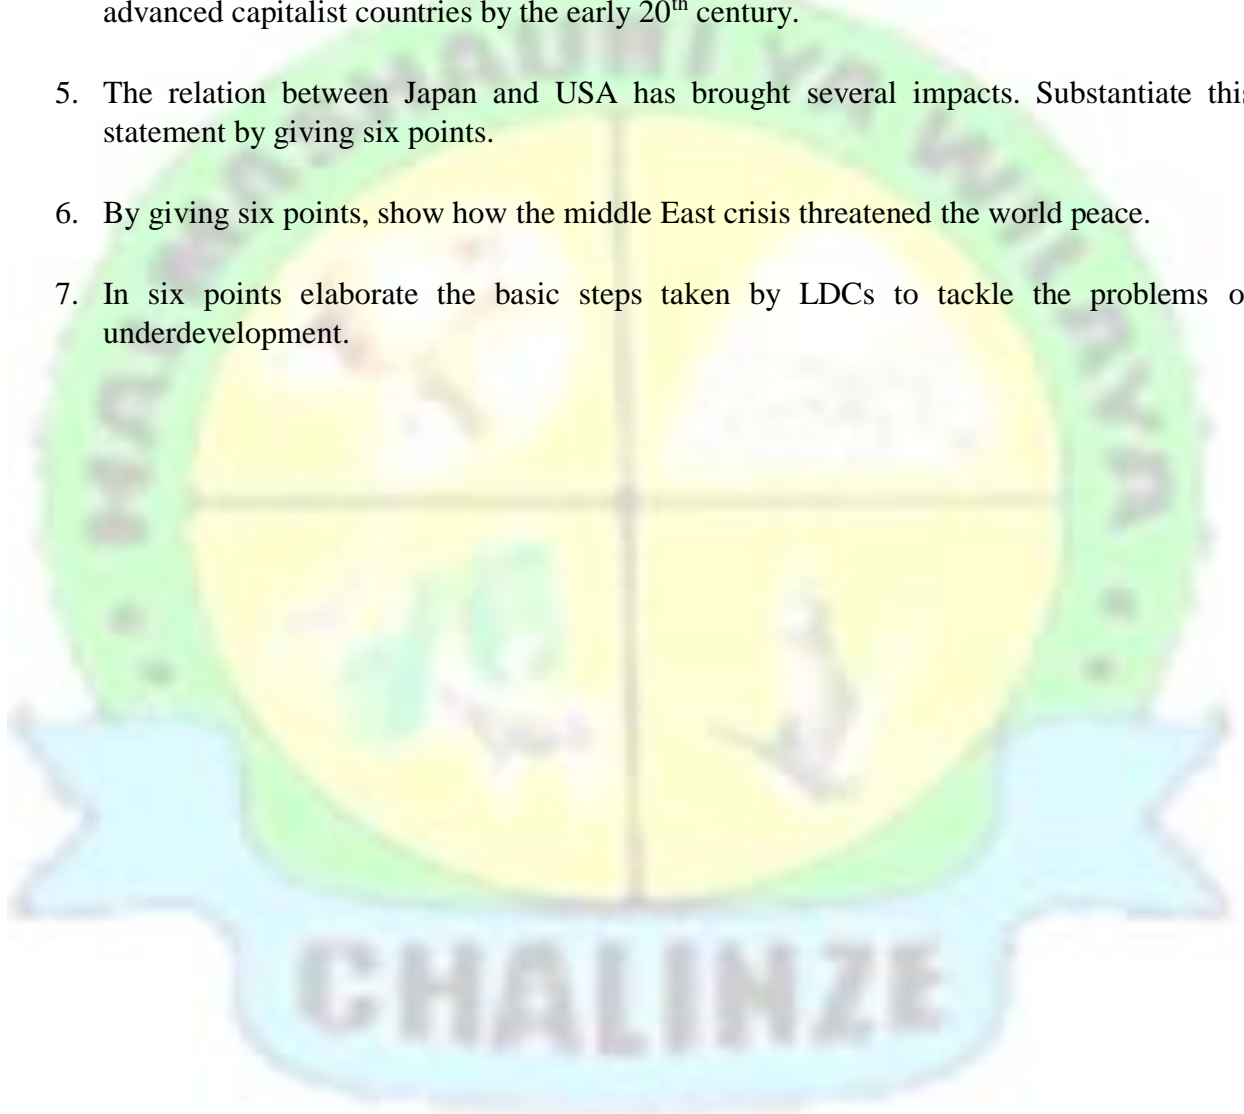 advanced capitalist countries by the early 20th century.
5. The relation between Japan and USA has brought several impacts. Substantiate this
statement by giving six points.
6. By giving six points, show how the middle East crisis threatened the world peace.
7. In six points elaborate the basic steps taken by LDCs to tackle the problems o
underdevelopment.
HALMASHAURI YA WILAYA
CHALINZE